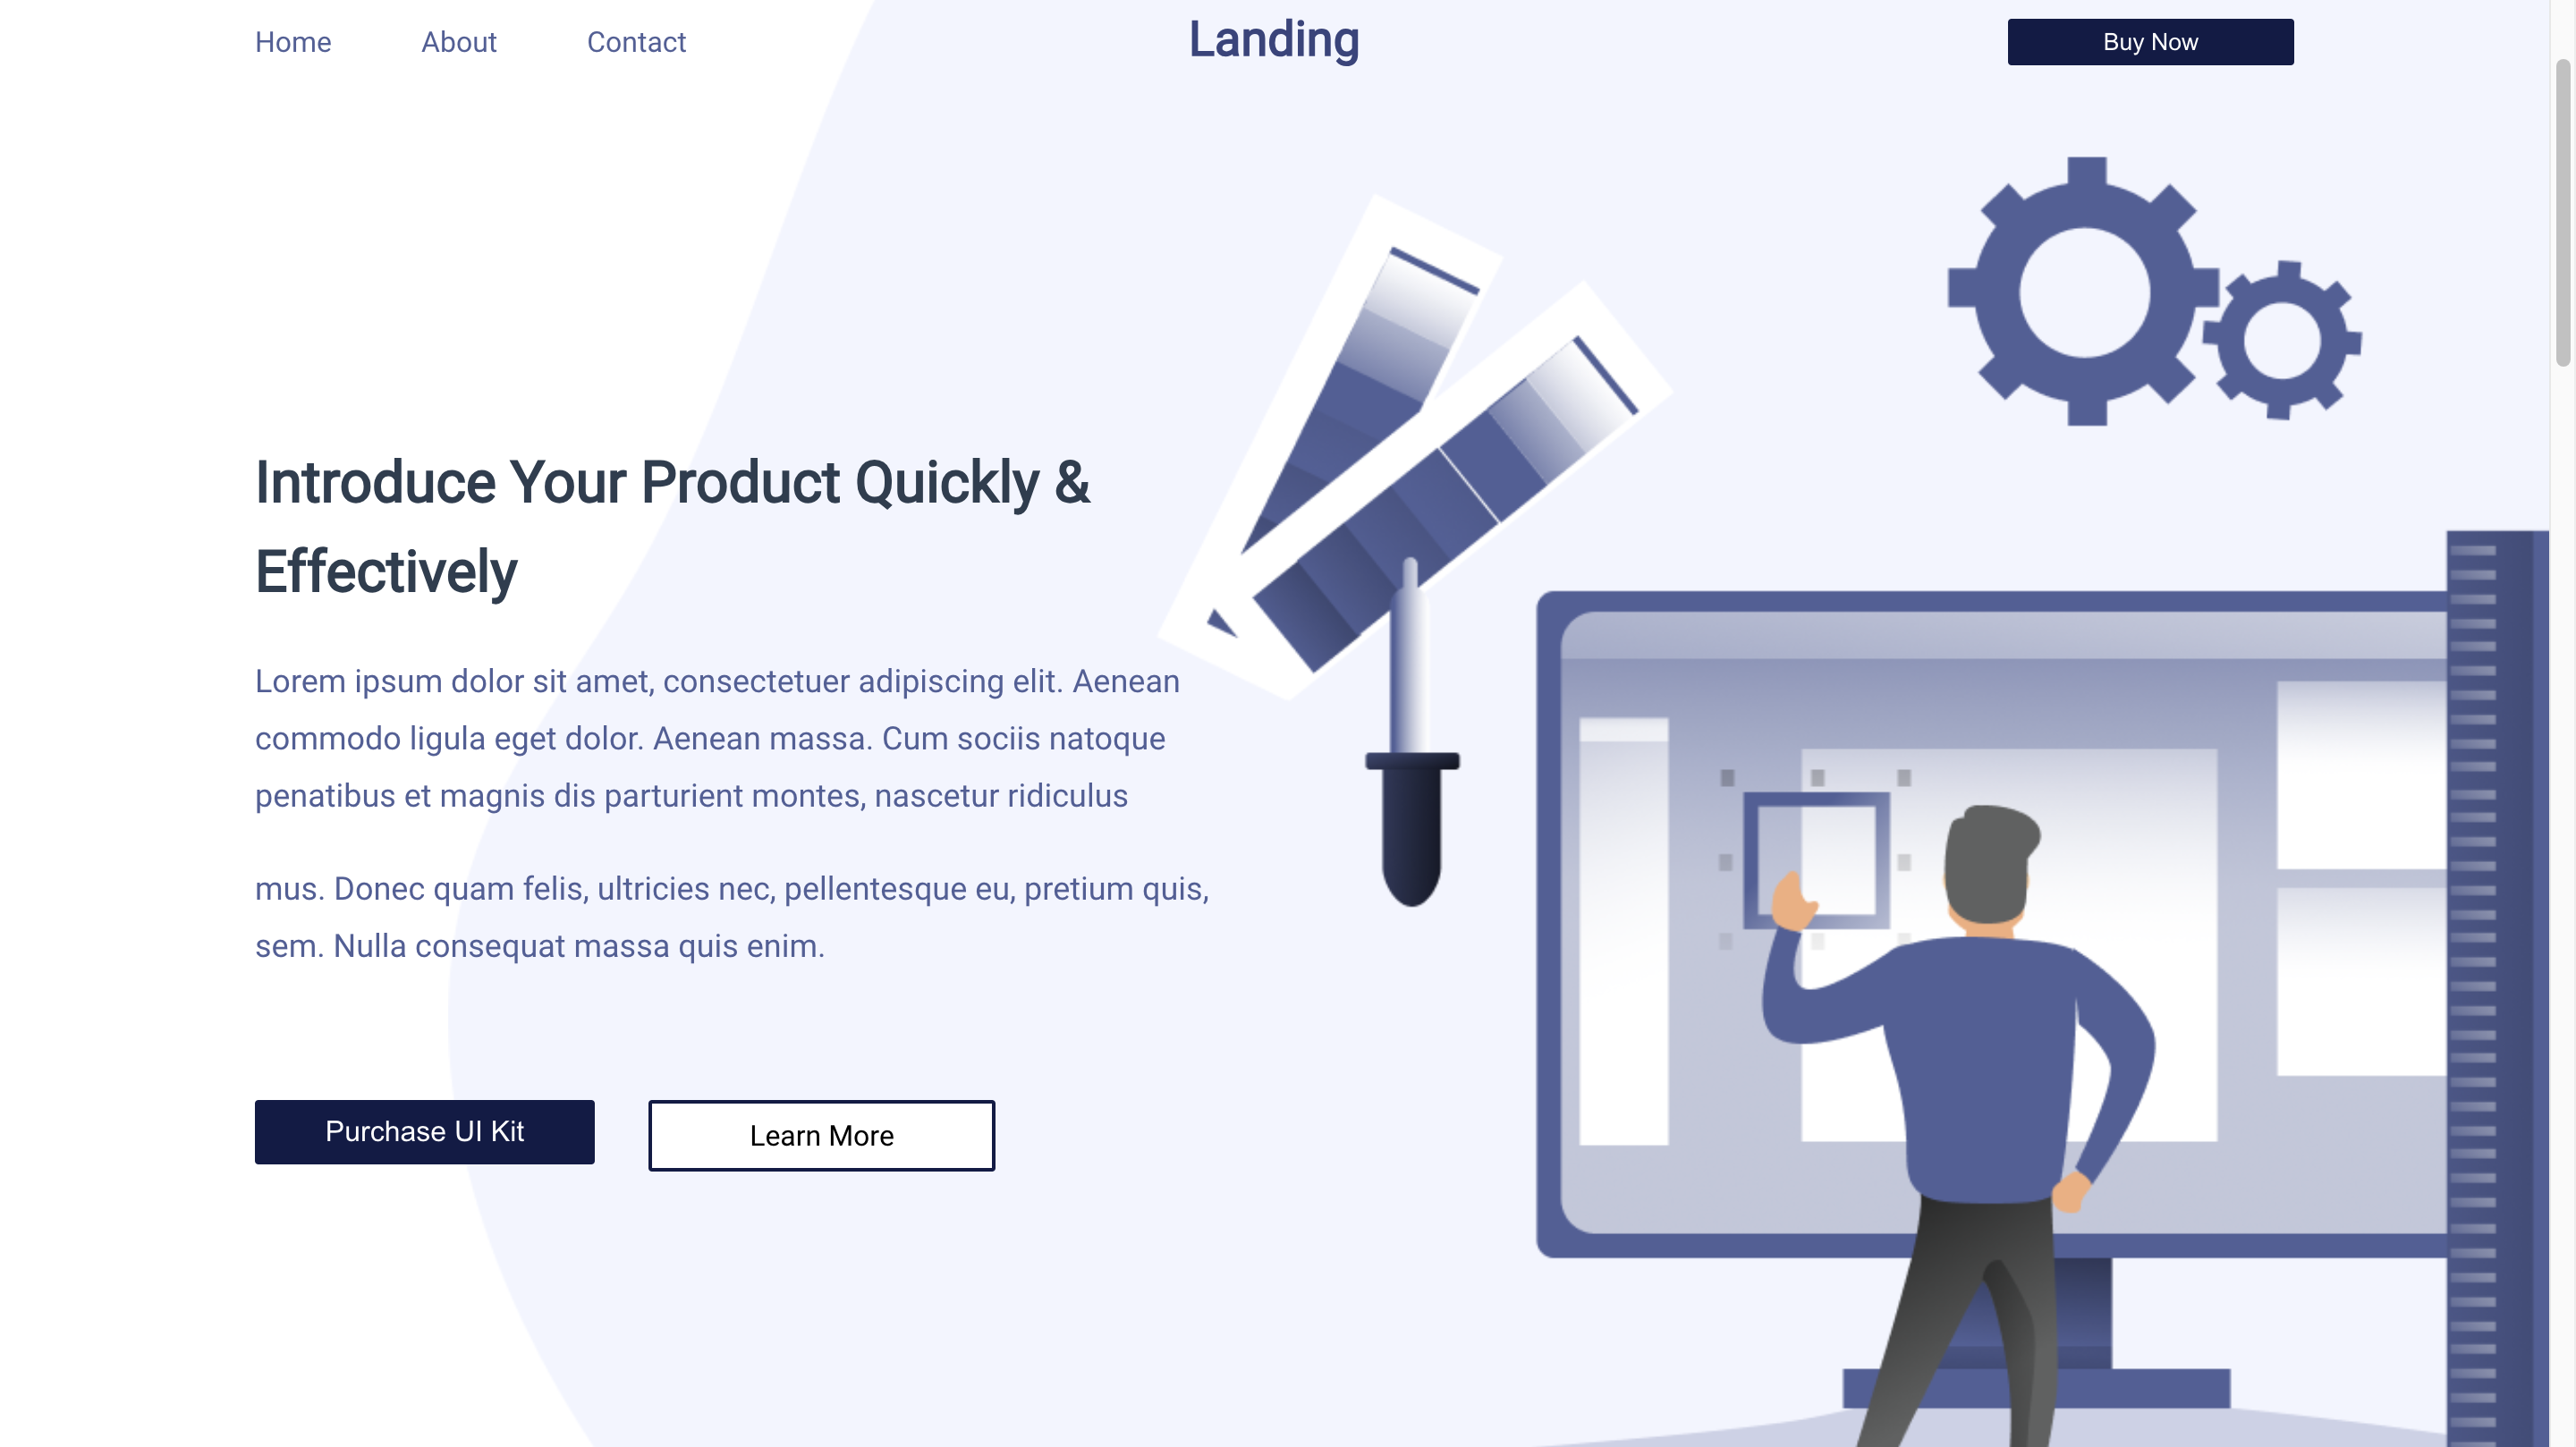 Home About Contact Landing Buy Now
Introduce Your Product Quickly &
Effectively
Lorem ipsum dolor sit amet, consectetuer adipiscing elit. Aenean
commodo ligula eget dolor. Aenean massa. Cum sociis natoque
penatibus et magnis dis parturient montes, nascetur ridiculus
mus. Donec quam felis, ultricies nec, pellentesque eu, pretium quis,
sem. Nulla consequat massa quis enim.
Purchase UI Kit Learn More